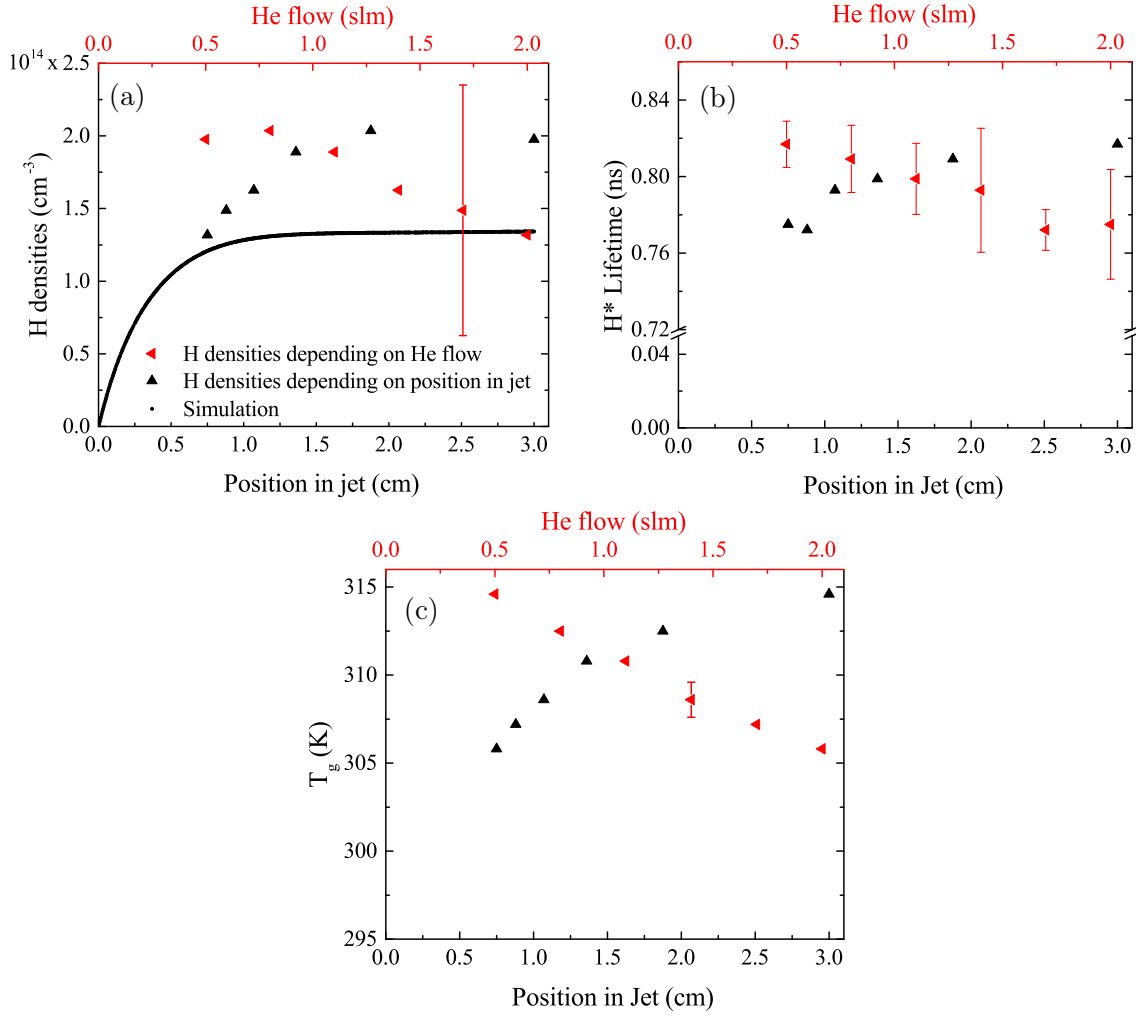 He flow (slm)
0.0 0.5 1.0 1.5 2.0
10^14 x 2.5
2.0
1.5
1.0
0.5
0.0
(a)
H densities (cm^-3)
H densities depending on He flow
H densities depending on position in jet
Simulation
0.0 0.5 1.0 1.5 2.0 2.5 3.0
Position in jet (cm)
He flow (slm)
0.0 0.5 1.0 1.5 2.0
(b)
0.84
0.80
0.76
0.72
0.04
0.00
H* Lifetime (ns)
0.0 0.5 1.0 1.5 2.0 2.5 3.0
Position in Jet (cm)
He flow (slm)
0.0 0.5 1.0 1.5 2.0
(c)
315
310
305
300
295
T_g (K)
0.0 0.5 1.0 1.5 2.0 2.5 3.0
Position in Jet (cm)